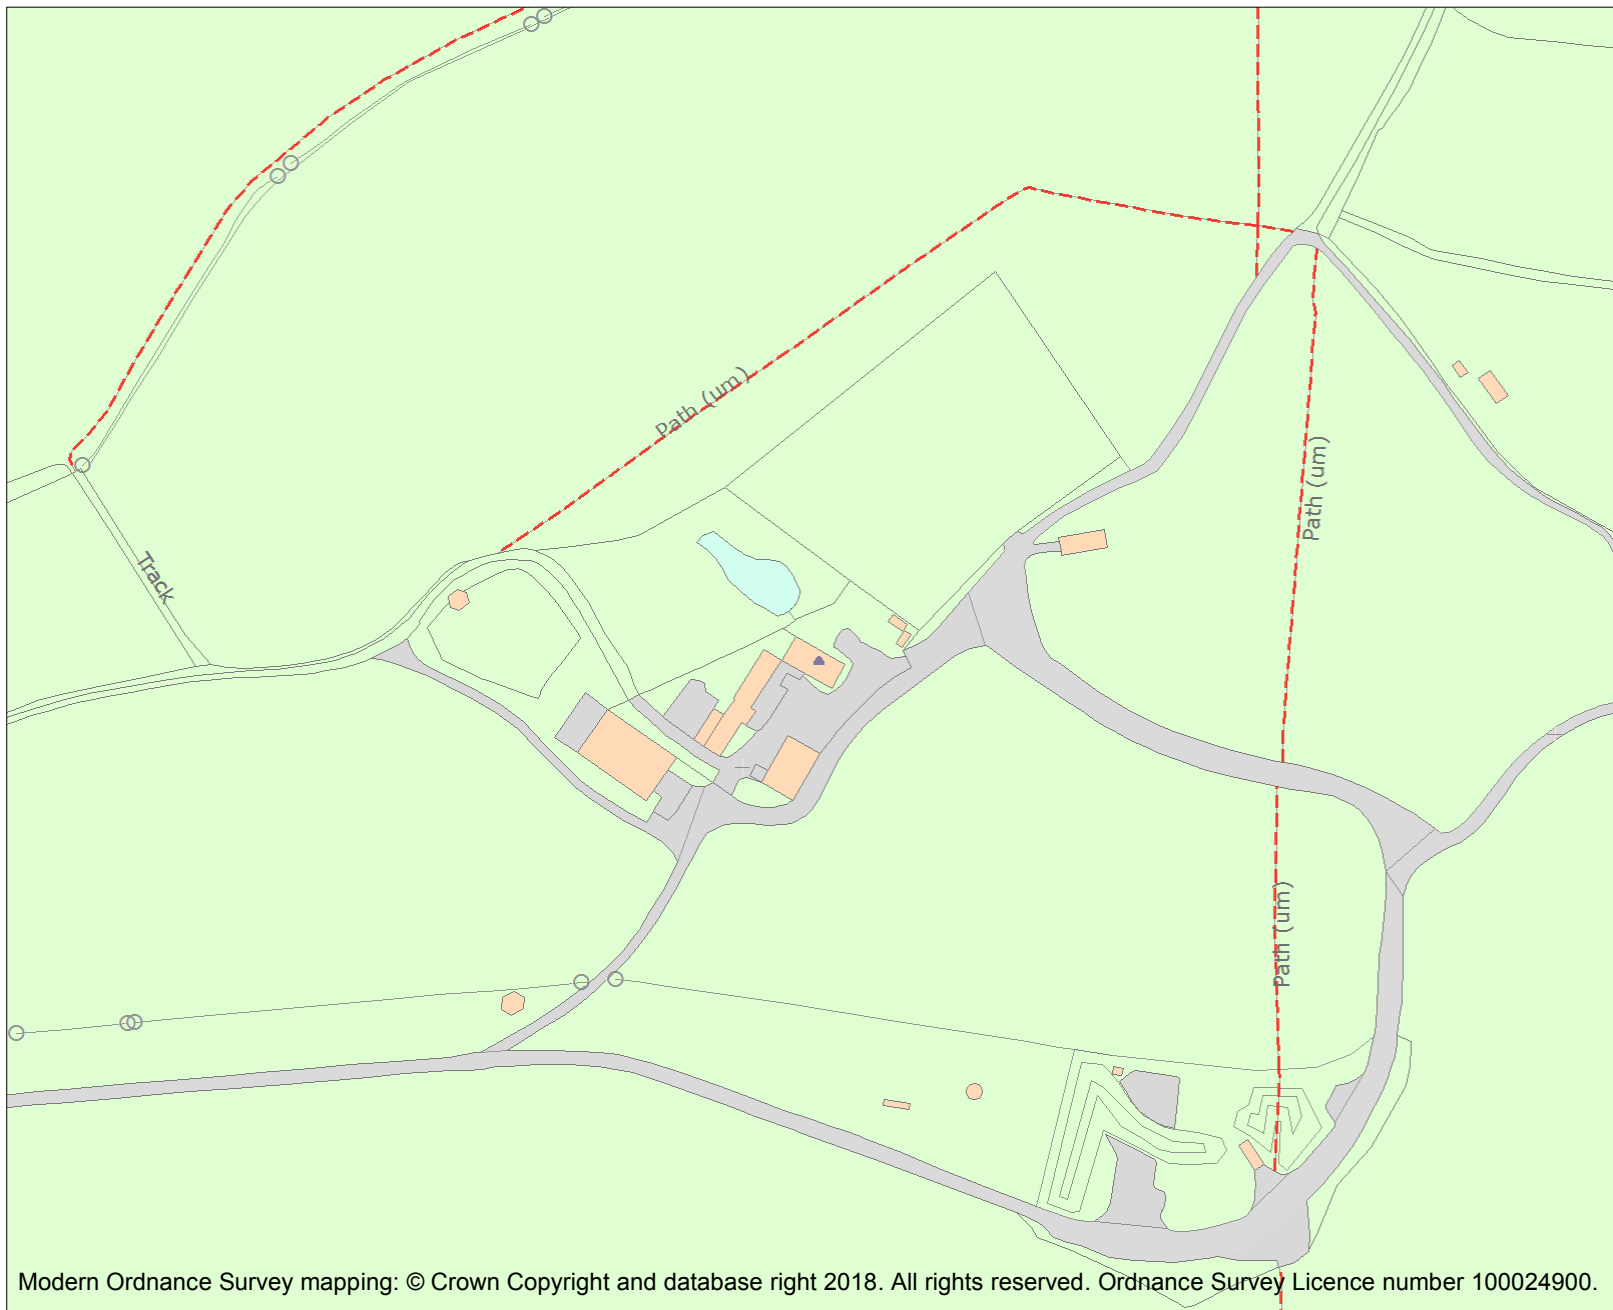 Path (um)
Path (um)
Track
Path (um)
Modern Ordnance Survey mapping: © Crown Copyright and database right 2018. All rights reserved. Ordnance Survey Licence number 100024900.